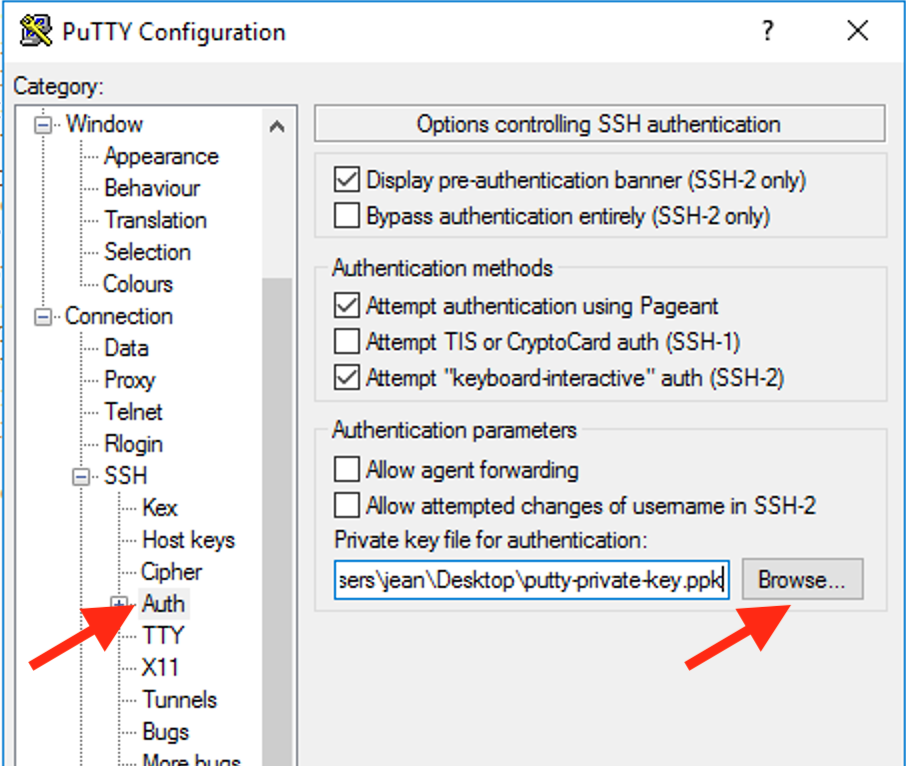 PuTTY Configuration
?
Category:
Window
Appearance
Behaviour
Translation
Selection
Colours
Connection
Data
Proxy
Telnet
Rlogin
SSH
Kex
Host keys
Cipher
Auth
TTY
X11
Tunnels
Bugs
More bugs
Options controlling SSH authentication
Display pre-authentication banner (SSH-2 only)
Bypass authentication entirely (SSH-2 only)
Authentication methods
Attempt authentication using Pageant
Attempt TIS or CryptoCard auth (SSH-1)
Attempt "keyboard-interactive" auth (SSH-2)
Authentication parameters
Allow agent forwarding
Allow attempted changes of username in SSH-2
Private key file for authentication:
sers\jean\Desktop\putty-private-key.ppk
Browse...